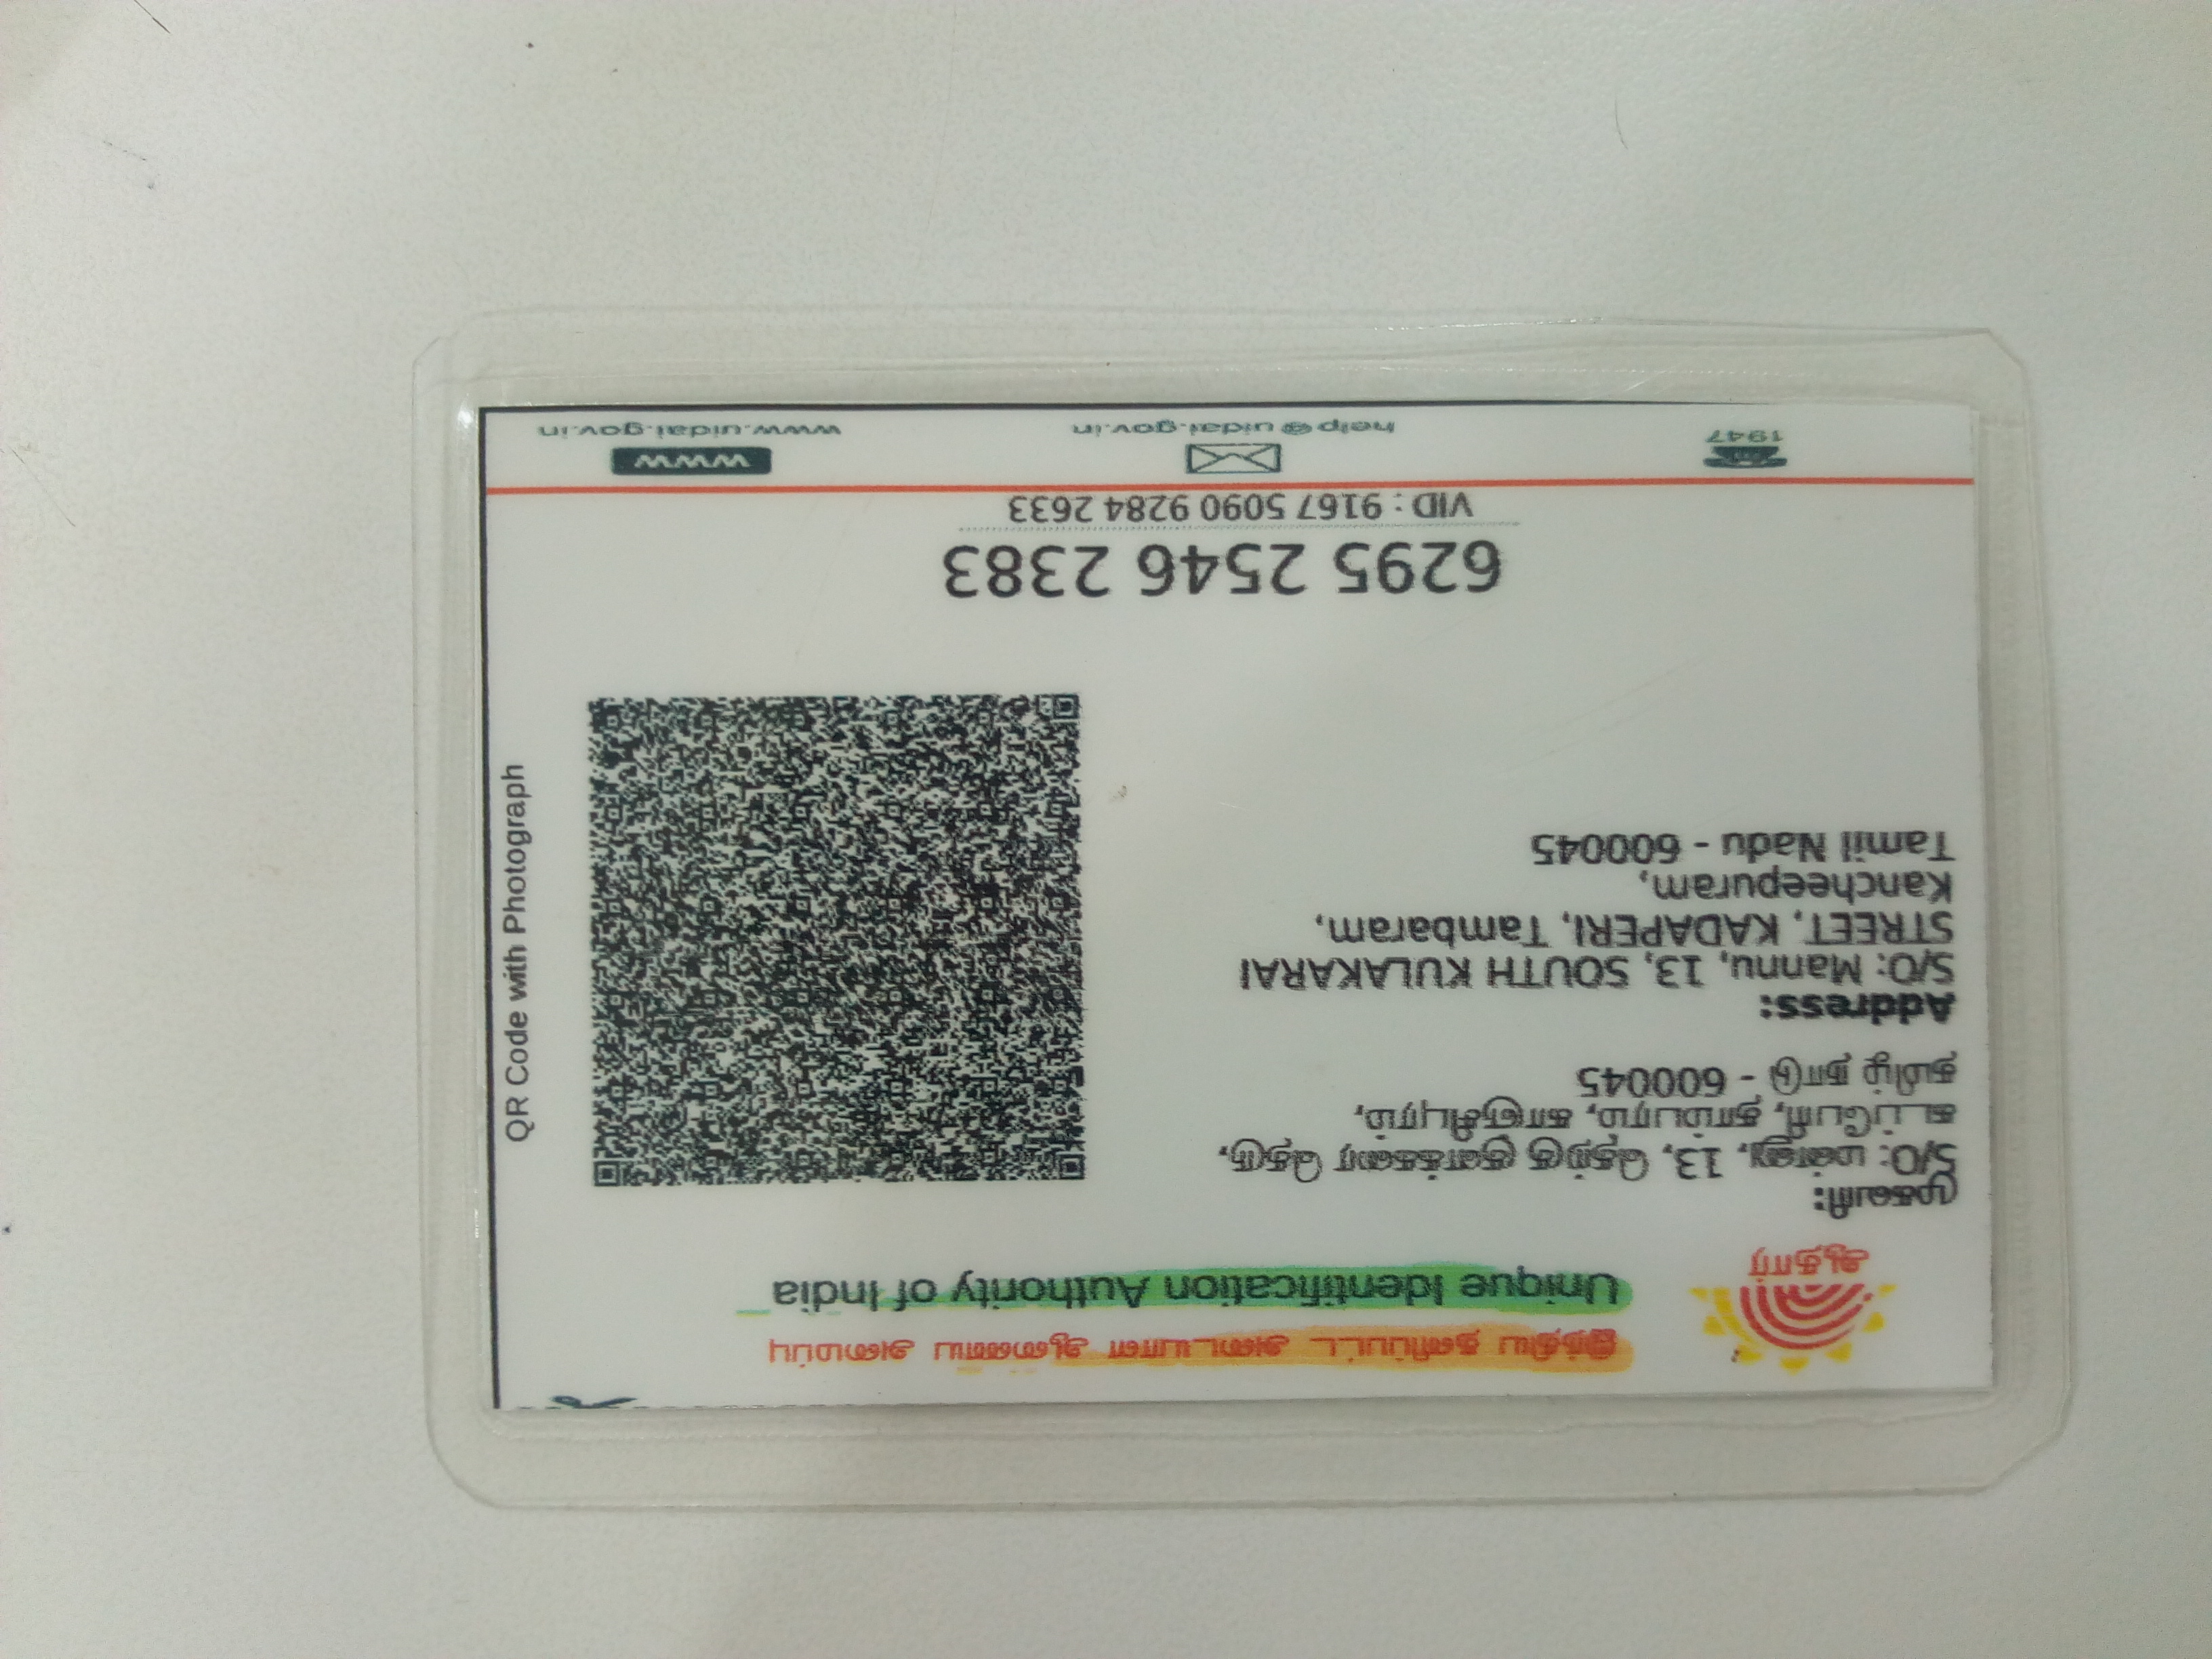 இந்திய தனிப்பட்ட அடையாள ஆணைய அமைப்பு
Unique Identification Authority of India
ஆதார்
முகவரி:
S/O: மன்னு, 13, தெற்கு குளக்கரை தெரு,
கடப்பேரி, தாம்பரம், காஞ்சிபுரம்,
தமிழ் நாடு - 600045
Address:
S/O: Mannu, 13, SOUTH KULAKARAI
STREET, KADAPERI, Tambaram,
Kancheepuram,
Tamil Nadu - 600045
QR Code with Photograph
6295 2546 2383
VID : 9167 5090 9284 2633
1947
help@uidai.gov.in
WWW
www.uidai.gov.in